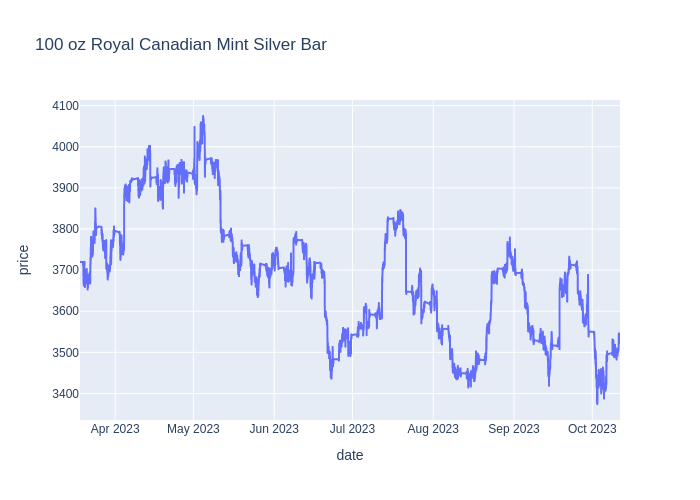 100 oz Royal Canadian Mint Silver Bar
4100
4000
3900
3800
3700
3600
3500
3400
price
Apr 2023 May 2023 Jun 2023 Jul 2023 Aug 2023 Sep 2023 Oct 2023
date